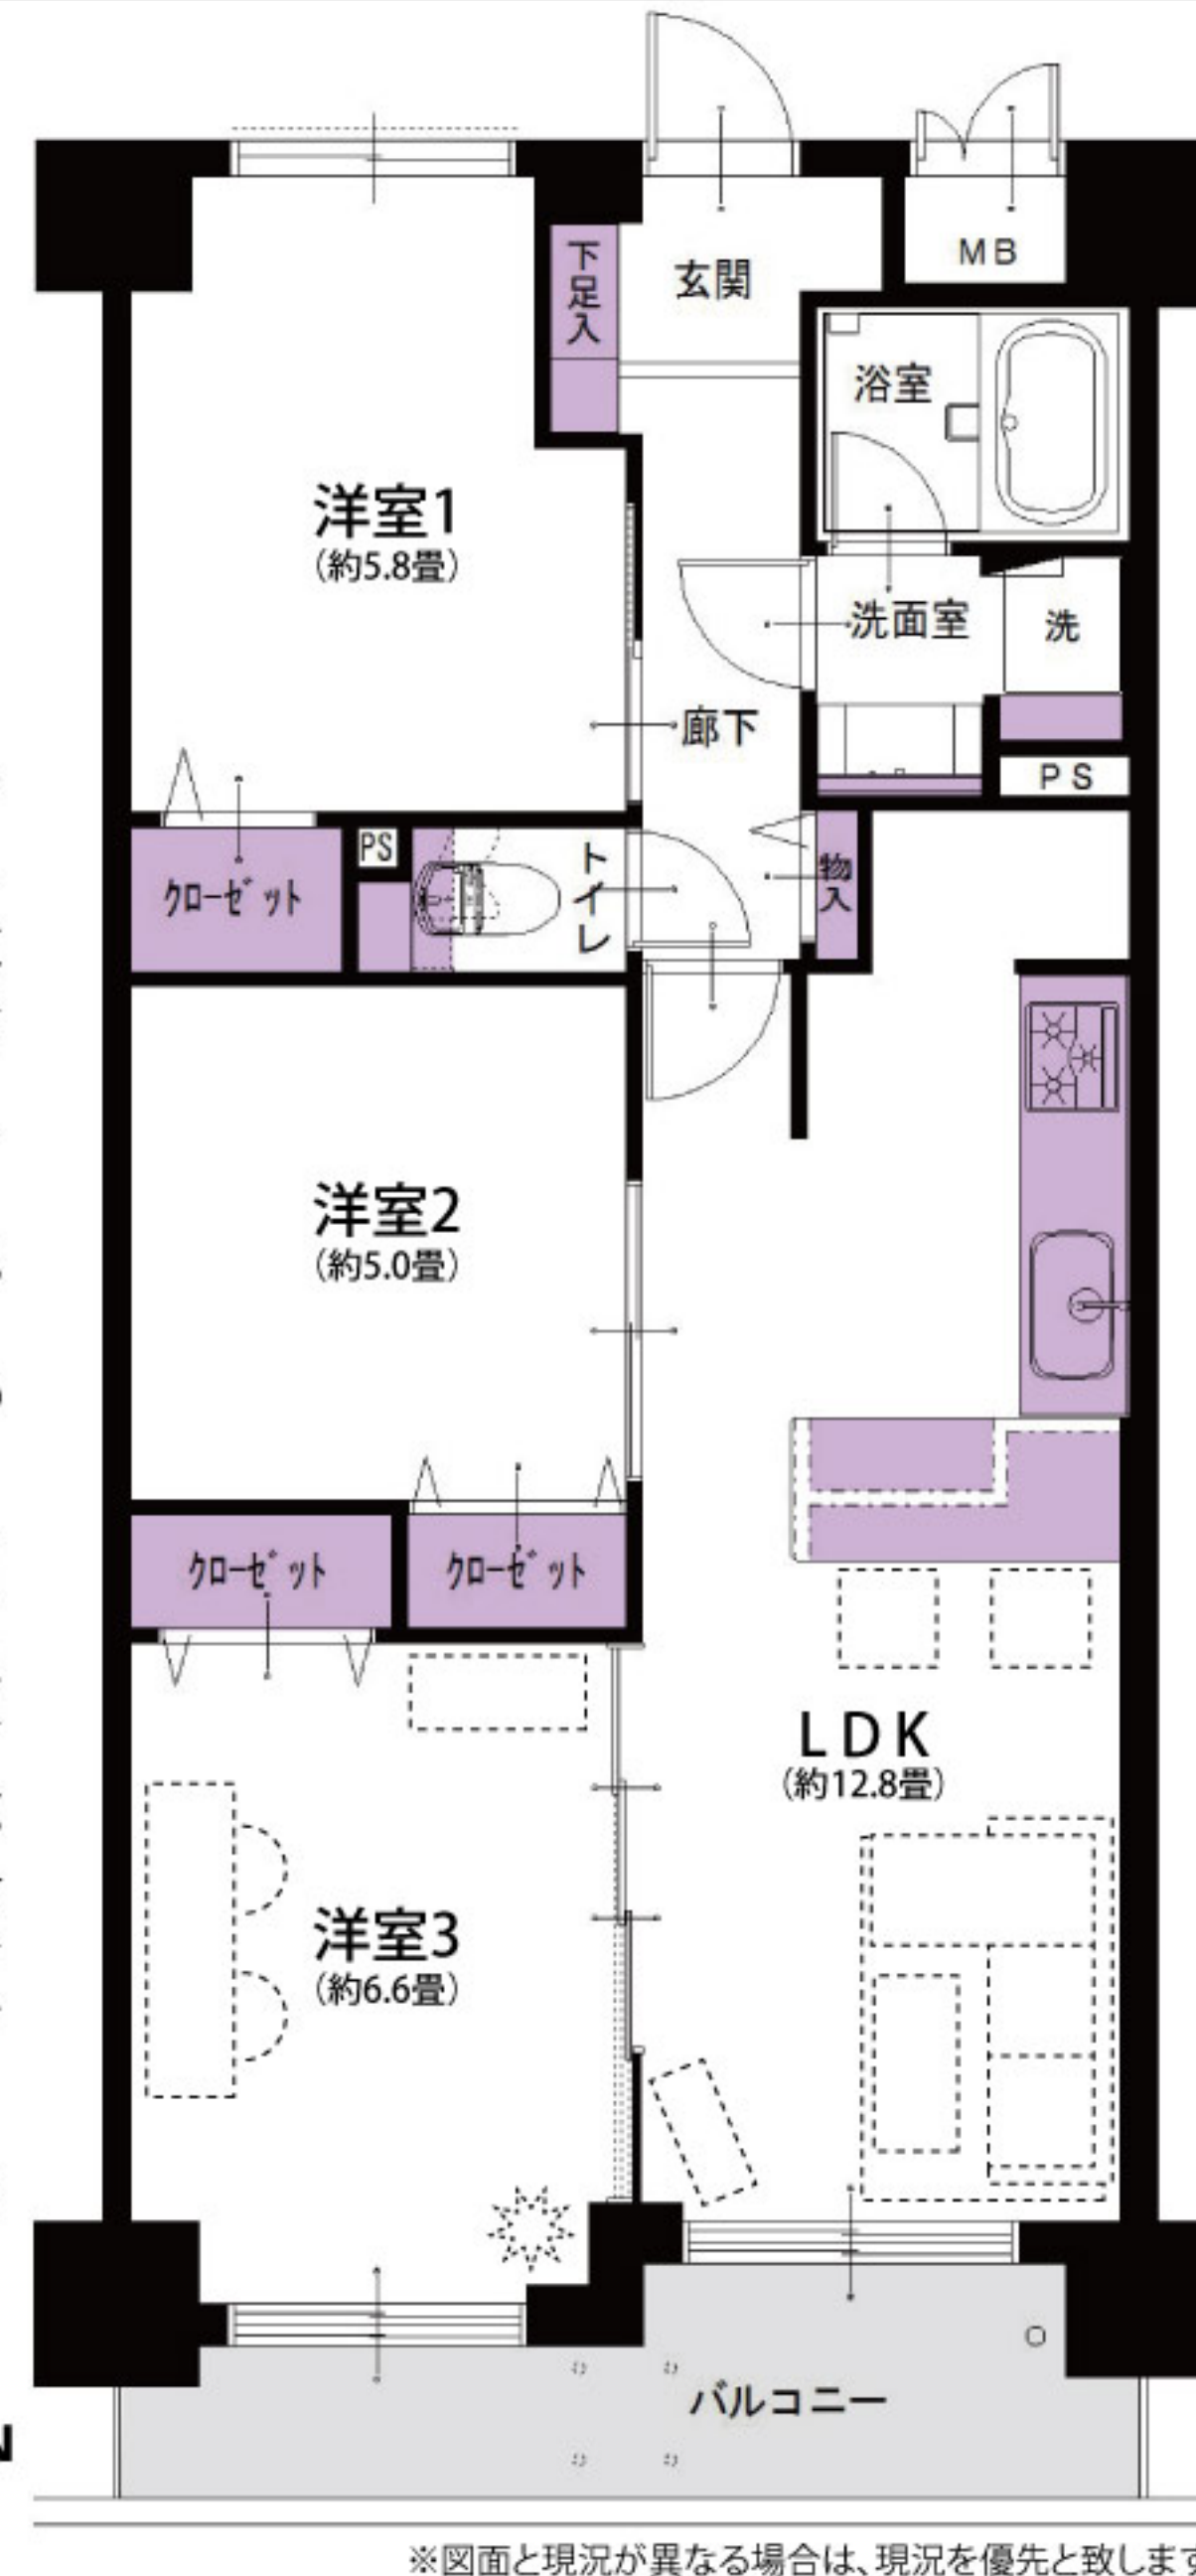 MB
下足入
玄関
浴室
洋室1
(約5.8畳)
洗面室
洗
廊下
PS
PS
クローゼット
トイレ
物入
洋室2
(約5.0畳)
クローゼット
クローゼット
LDK
(約12.8畳)
洋室3
(約6.6畳)
バルコニー
N
※図面と現況が異なる場合は、現況を優先と致します